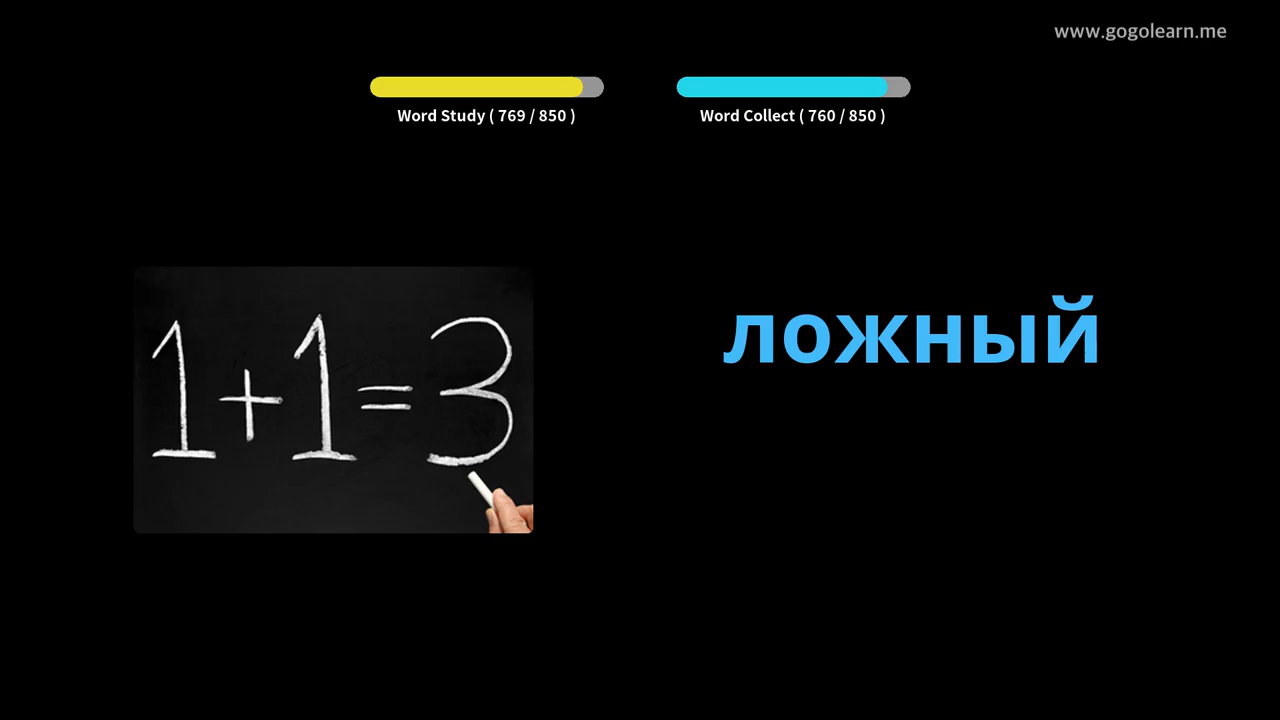 www.gogolearn.me
Word Study ( 769 / 850 )
Word Collect ( 760 / 850 )
ложный
1+1=3